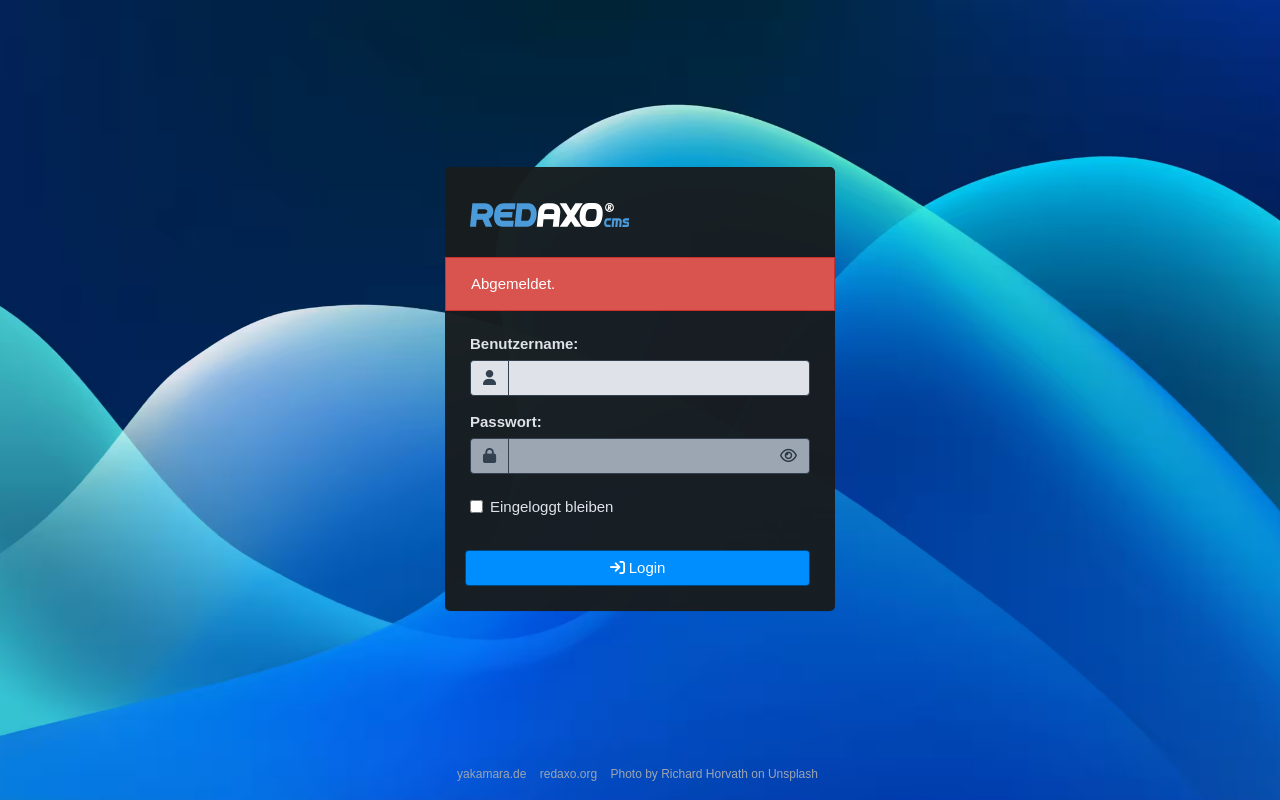 REDAXO® cms
Abgemeldet.
Benutzername:
Passwort:
Eingeloggt bleiben
Login
yakamara.de redaxo.org Photo by Richard Horvath on Unsplash